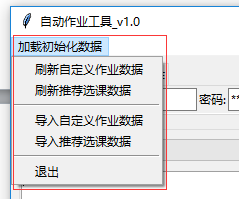 自动作业工具_v1.0
加载初始化数据
刷新自定义作业数据
刷新推荐选课数据
密码: **
导入自定义作业数据
导入推荐选课数据
退出